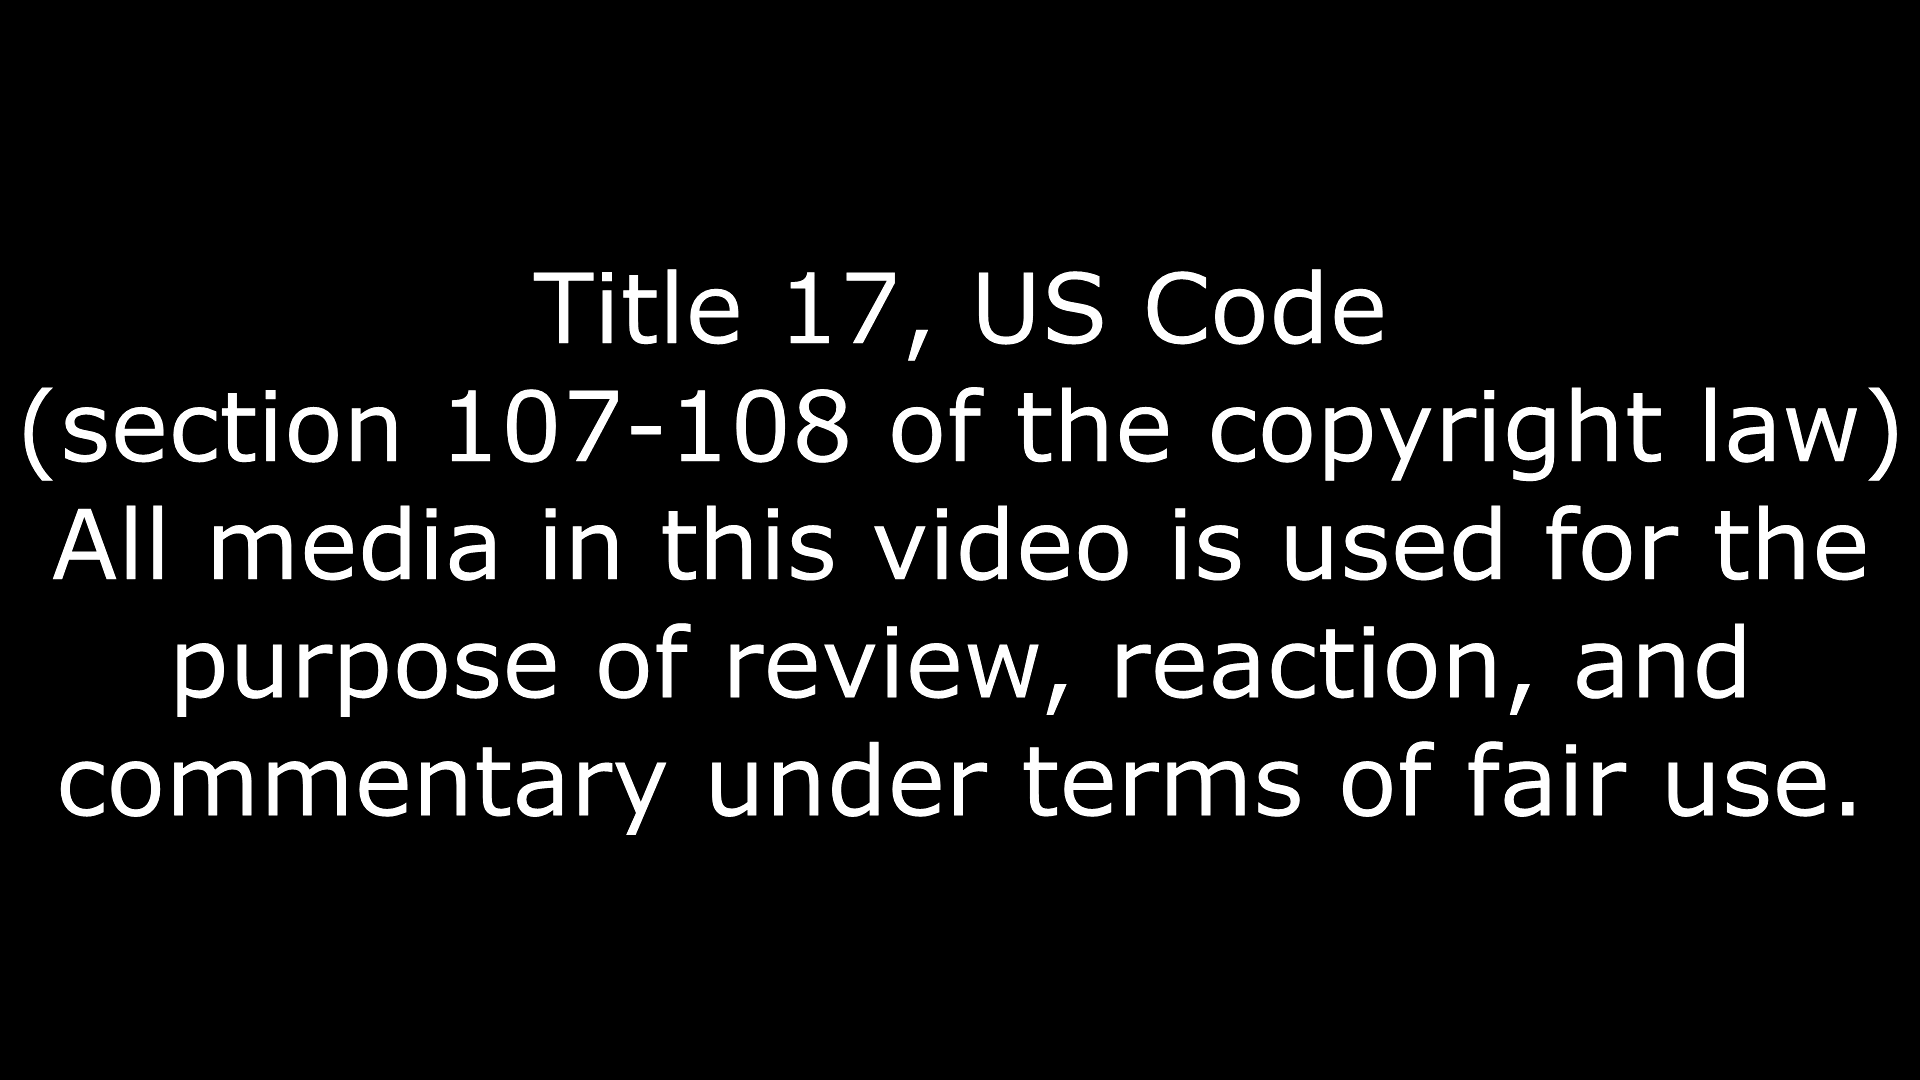 Title 17, US Code
(section 107-108 of the copyright law)
All media in this video is used for the
purpose of review, reaction, and
commentary under terms of fair use.